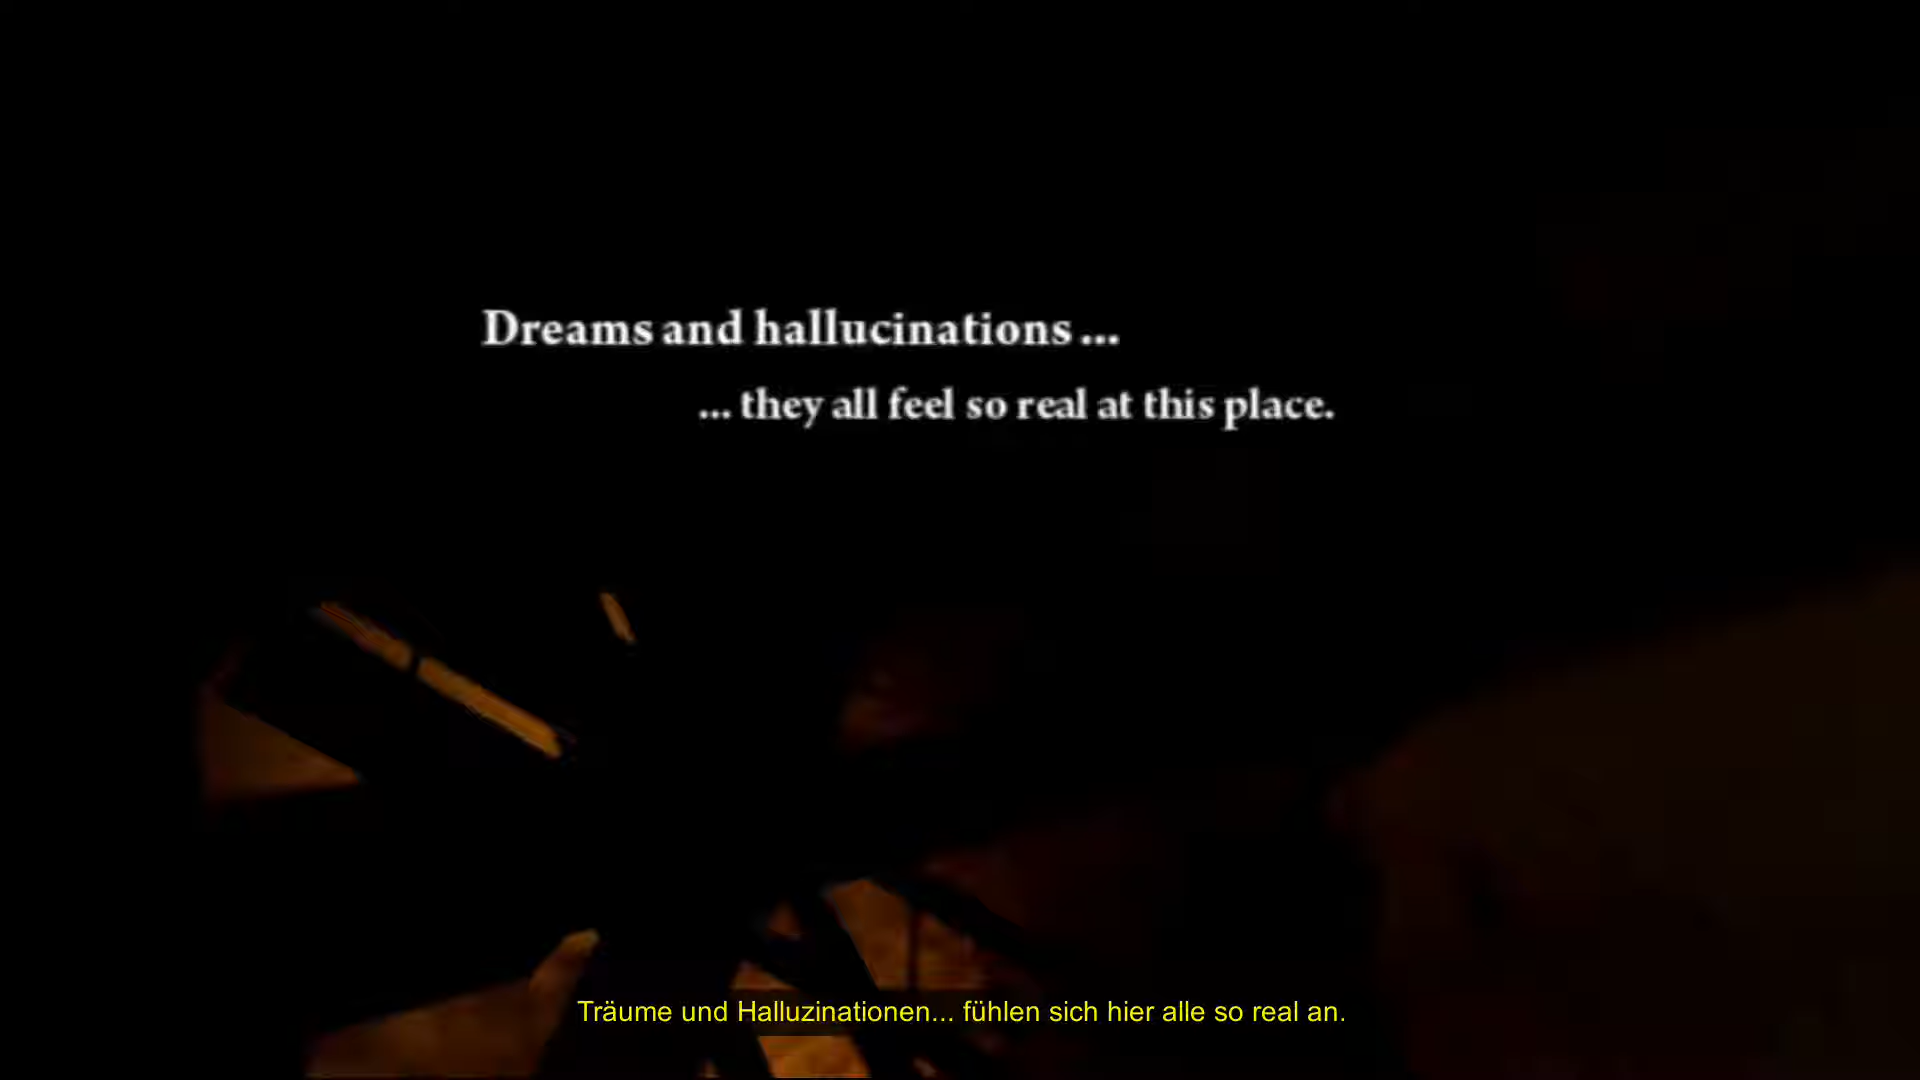 Dreams and hallucinations ...
... they all feel so real at this place.
Träume und Halluzinationen... fühlen sich hier alle so real an.